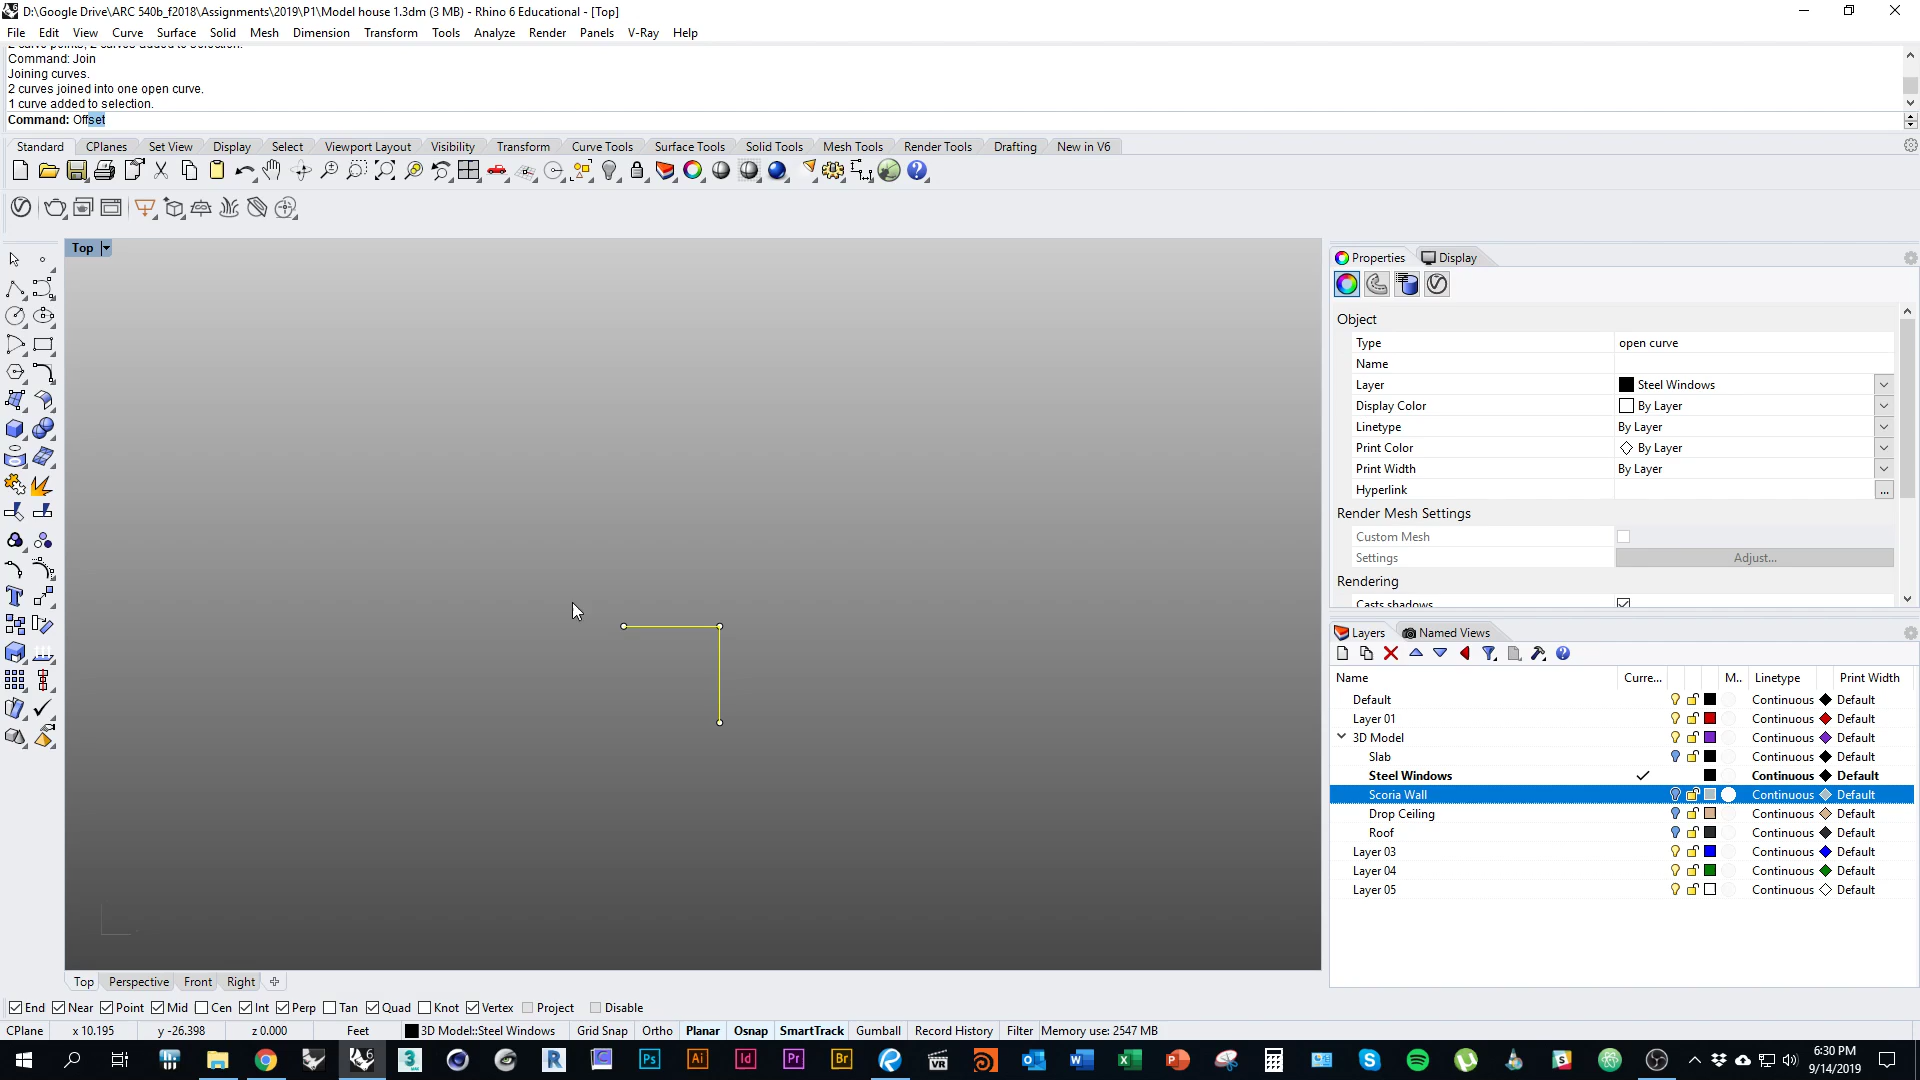 D:\Google Drive\ARC 540b_f2018\Assignments\2019\P1\Model house 1.3dm (3 MB) - Rhino 6 Educational - [Top]
File Edit View Curve Surface Solid Mesh Dimension Transform Tools Analyze Render Panels V-Ray Help
2 curve points, 2 curves added to selection.
Command: Join
Joining curves.
2 curves joined into one open curve.
1 curve added to selection.
Command: Offset
Standard CPlanes Set View Display Select Viewport Layout Visibility Transform Curve Tools Surface Tools Solid Tools Mesh Tools Render Tools Drafting New in V6
Top
Properties Display
Object
Type open curve
Name
Layer Steel Windows
Display Color By Layer
Linetype By Layer
Print Color By Layer
Print Width By Layer
Hyperlink ...
Render Mesh Settings
Custom Mesh
Settings Adjust...
Rendering
Casts shadows
Layers Named Views
Name Curre... M.. Linetype Print Width
Default Continuous Default
Layer 01 Continuous Default
3D Model Continuous Default
Slab Continuous Default
Steel Windows Continuous Default
Scoria Wall Continuous Default
Drop Ceiling Continuous Default
Roof Continuous Default
Layer 03 Continuous Default
Layer 04 Continuous Default
Layer 05 Continuous Default
Top Perspective Front Right
End Near Point Mid Cen Int Perp Tan Quad Knot Vertex Project Disable
CPlane x 10.195 y -26.398 z 0.000 Feet 3D Model::Steel Windows Grid Snap Ortho Planar Osnap SmartTrack Gumball Record History Filter Memory use: 2547 MB
6:30 PM
9/14/2019